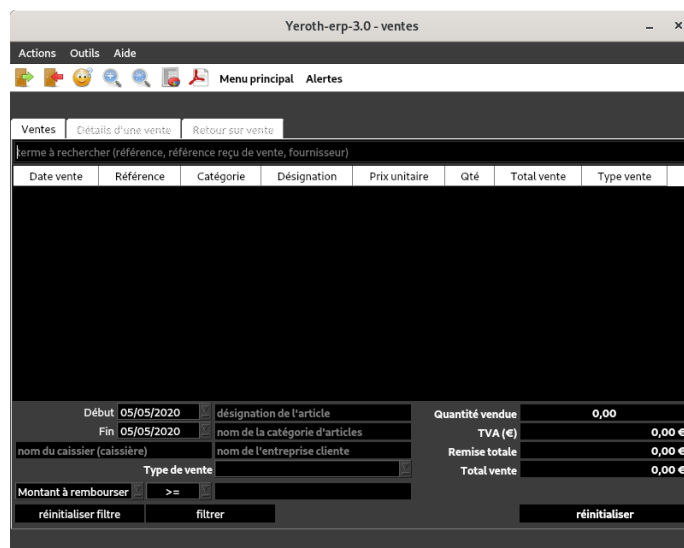 Yeroth-erp-3.0 - ventes
Actions Outils Aide
Menu principal Alertes
Ventes Détails d'une vente Retour sur vente
terme à rechercher (référence, référence reçu de vente, fournisseur)
Date vente Référence Catégorie Désignation Prix unitaire Qté Total vente Type vente
Début 05/05/2020 désignation de l'article Quantité vendue 0,00
Fin 05/05/2020 nom de la catégorie d'articles TVA (€) 0,00 €
nom du caissier (caissière) nom de l'entreprise cliente Remise totale 0,00 €
Type de vente Total vente 0,00 €
Montant à rembourser >=
réinitialiser filtre filtrer réinitialiser